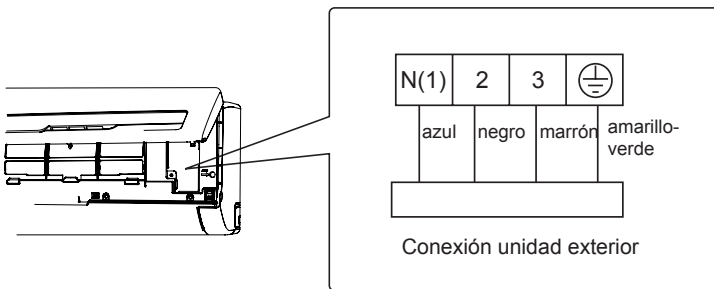 N(1) 2 3
azul negro marrón amarillo-
verde
Conexión unidad exterior